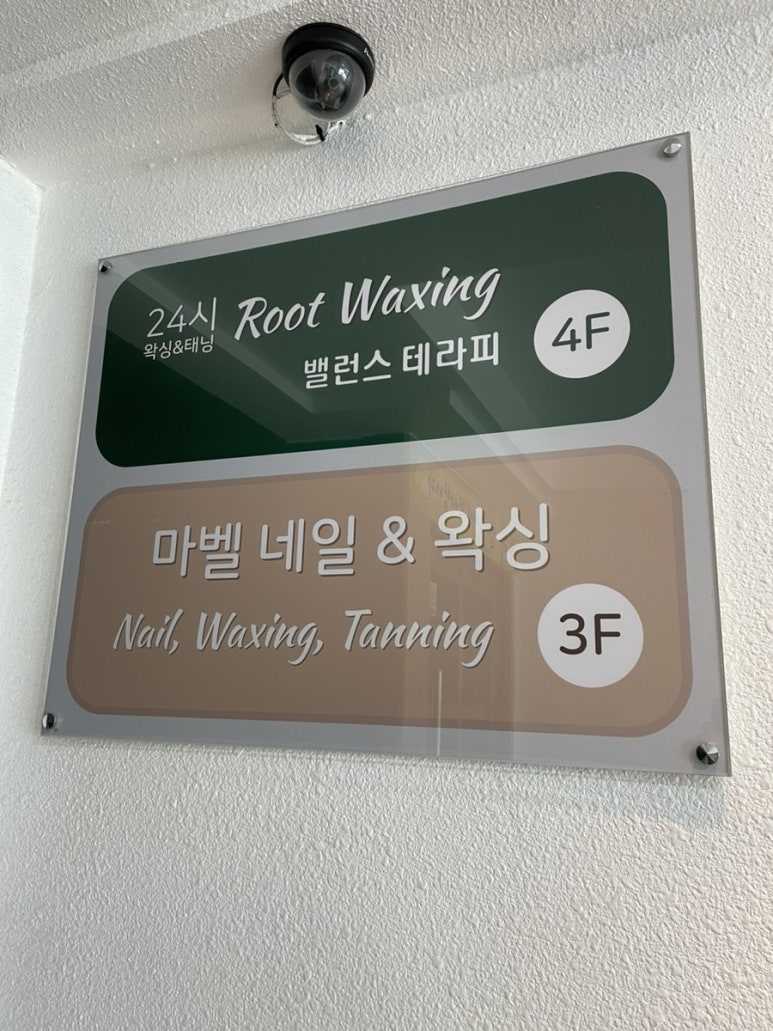 24시
왁싱&태닝
Root Waxing
밸런스 테라피
4F
마벨 네일 & 왁싱
Nail, Waxing, Tanning
3F